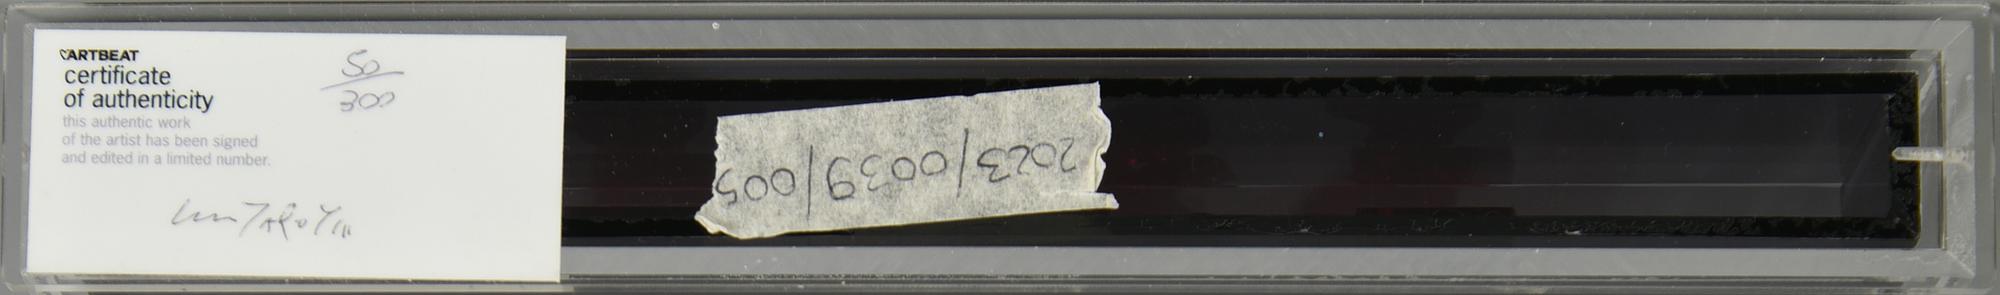 ARTBEAT
certificate
of authenticity
this authentic work
of the artist has been signed
and edited in a limited number.
50
300
2023/0039/005